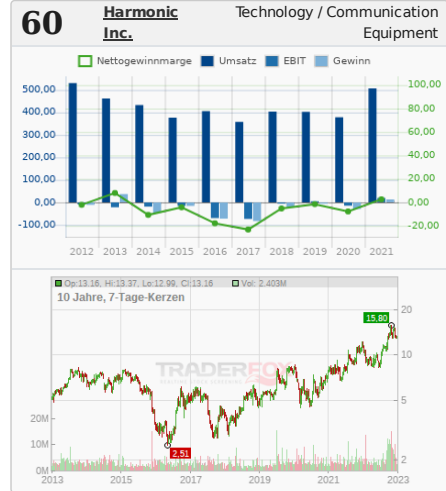 60 Harmonic Inc. Technology / Communication Equipment
Nettogewinnmarge Umsatz EBIT Gewinn
500,00 100,00
400,00 80,00
300,00 60,00
200,00 40,00
100,00 20,00
0,00 0,00
-100,00 -20,00
2012 2013 2014 2015 2016 2017 2018 2019 2020 2021
Op:13.16, Hi:13.37, Lo:12.99, Cl:13.16 Vol: 2.403M
10 Jahre, 7-Tage-Kerzen
15.80
20
TRADERFOX
10
5
20M
10M
2.51
2
0M
2013 2015 2017 2019 2021 2023